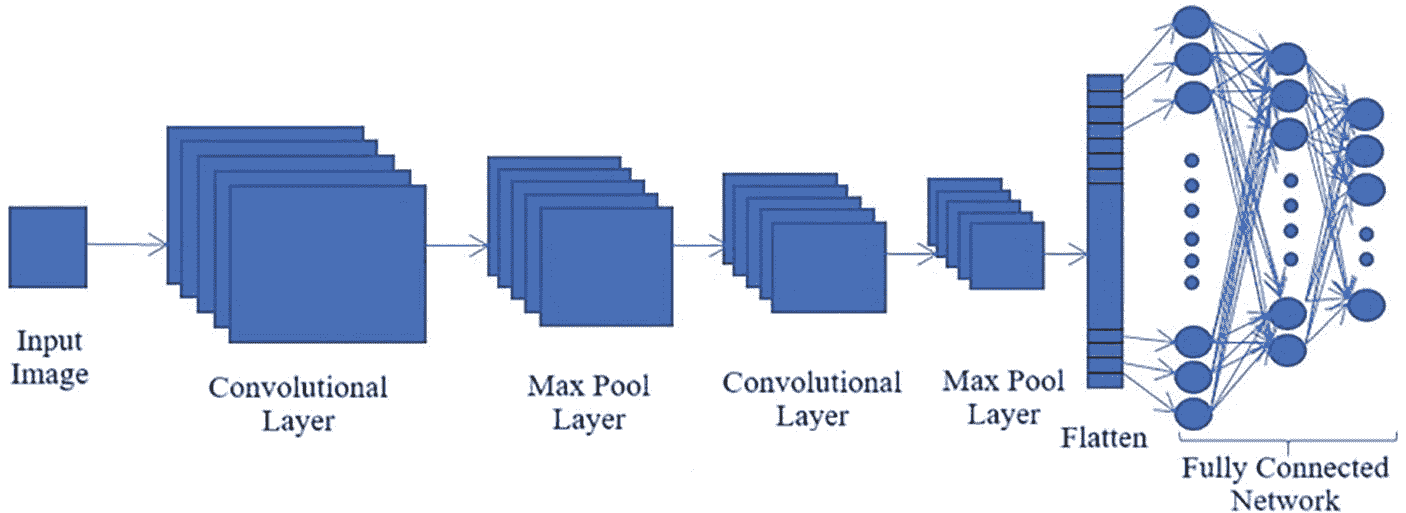 Input
Image
Convolutional
Layer
Max Pool
Layer
Convolutional
Layer
Max Pool
Layer
Flatten
Fully Connected
Network